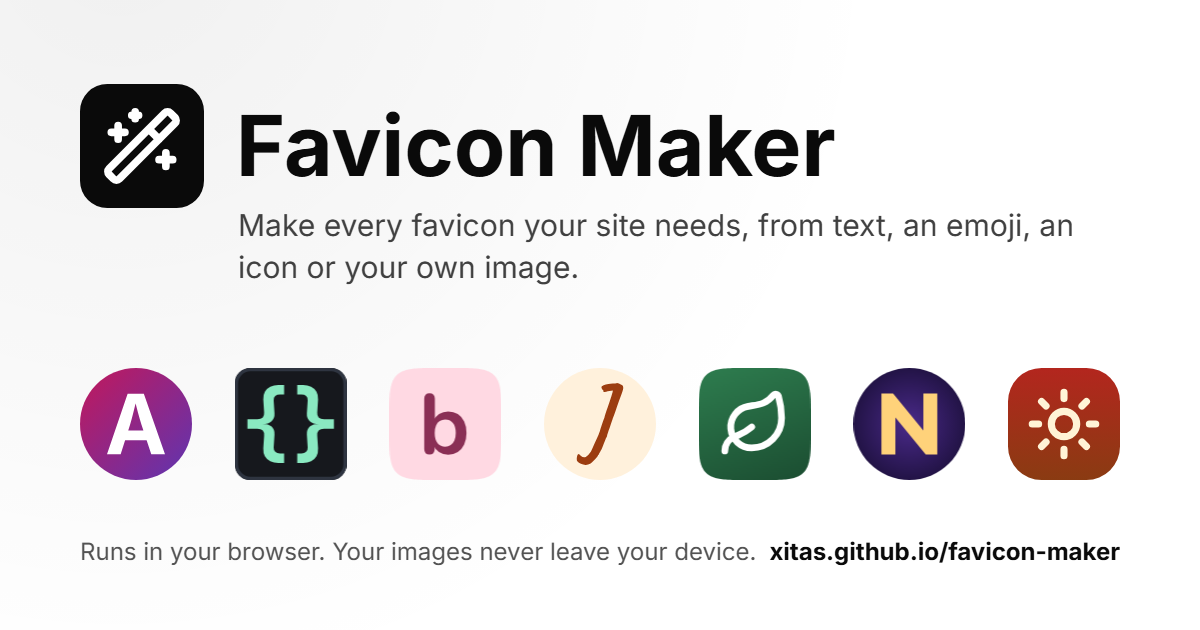 Favicon Maker
Make every favicon your site needs, from text, an emoji, an
icon or your own image.
A {} b J N
Runs in your browser. Your images never leave your device. xitas.github.io/favicon-maker